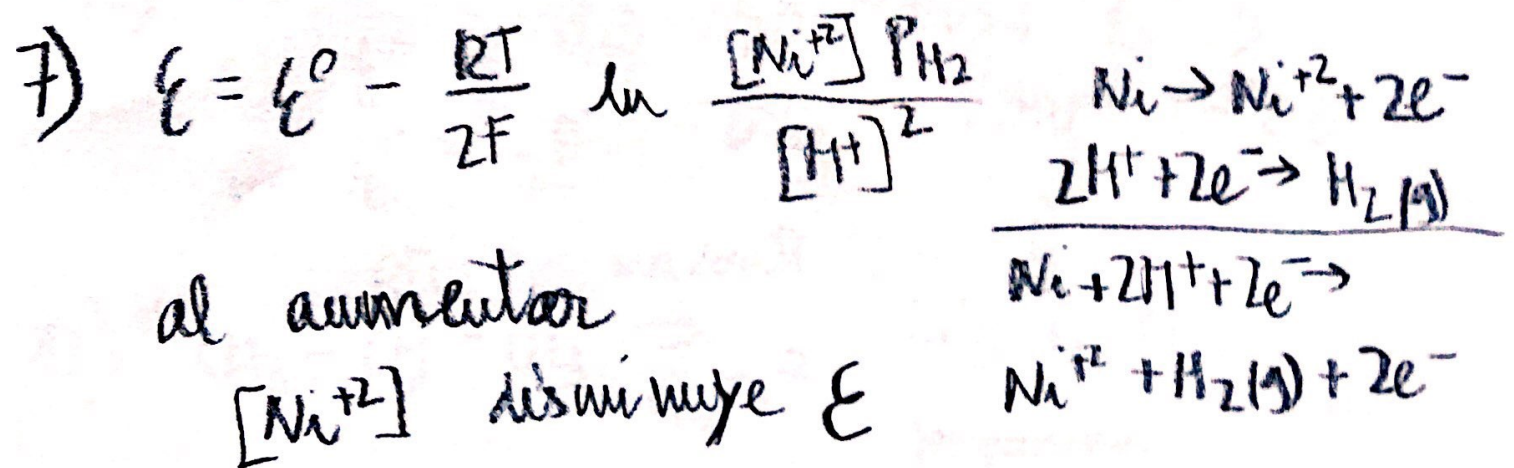 7) ε = ε° - RT/2F ln [Ni+2] PH2/[H+]2
Ni → Ni+2 + 2e-
2H+ + 2e- → H2(g)
Ni + 2H+ + 2e- →
Ni+2 + H2(g) + 2e-
al aumentar
[Ni+2] disminuye ε